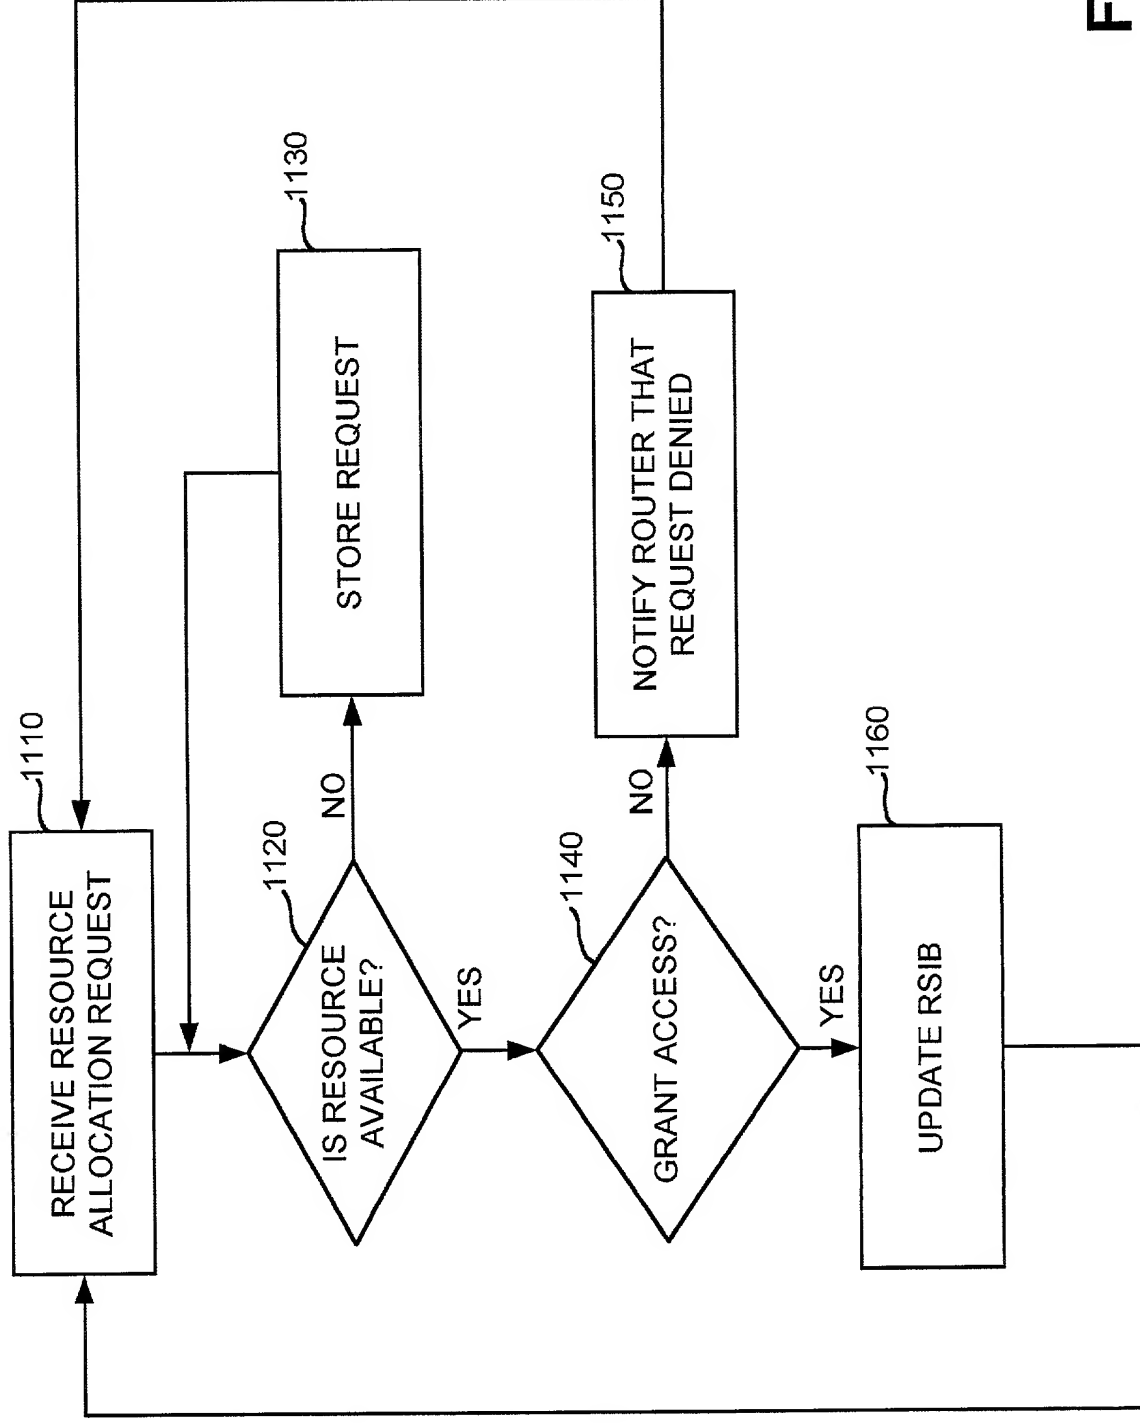 RECEIVE RESOURCE
ALLOCATION REQUEST
1110
IS RESOURCE
AVAILABLE?
1120
NO
STORE REQUEST
1130
YES
GRANT ACCESS?
1140
NO
NOTIFY ROUTER THAT
REQUEST DENIED
1150
YES
UPDATE RSIB
1160
F